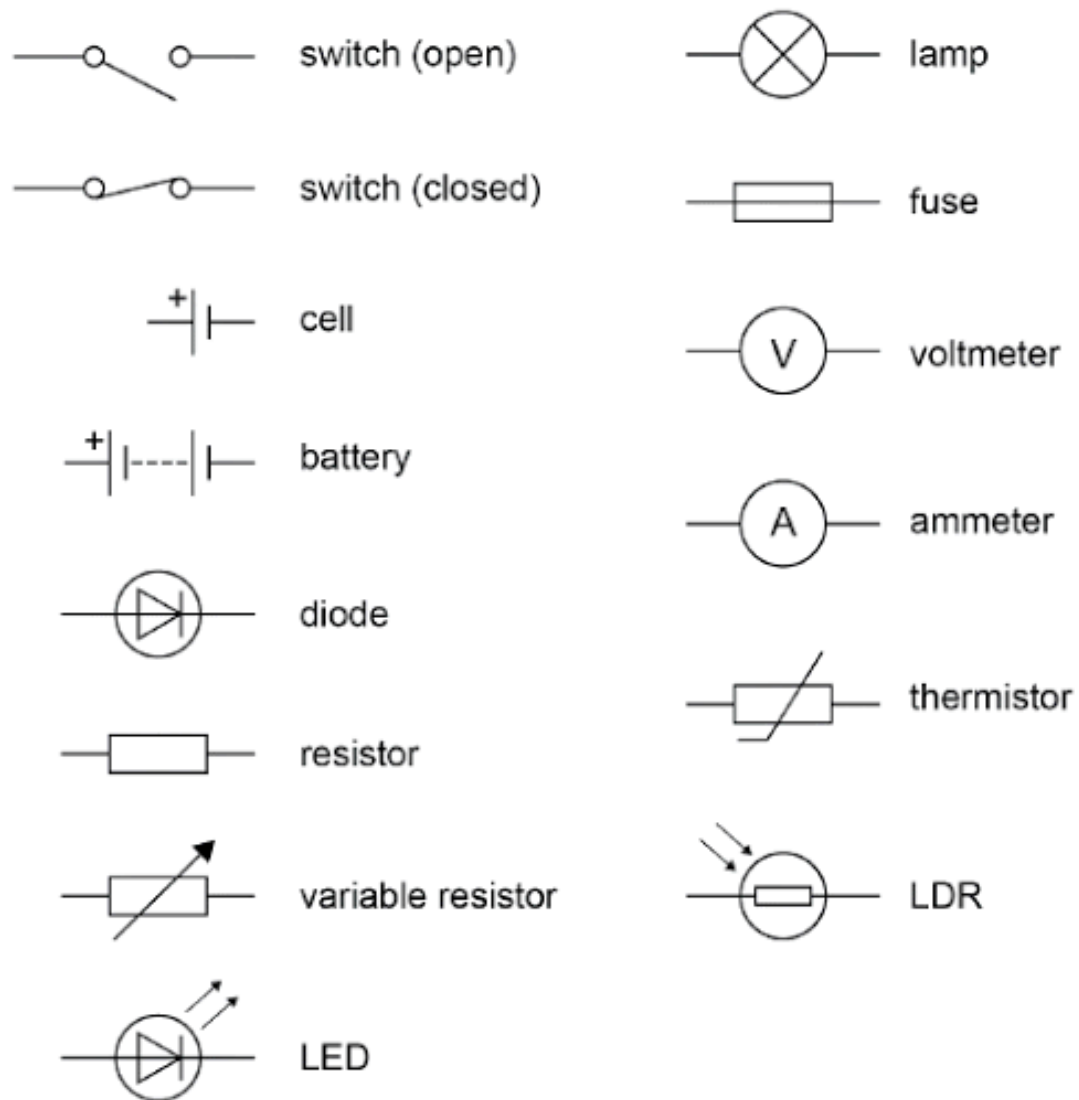 switch (open)
switch (closed)
+
cell
+
battery
diode
resistor
variable resistor
LED
lamp
fuse
V
voltmeter
A
ammeter
thermistor
LDR